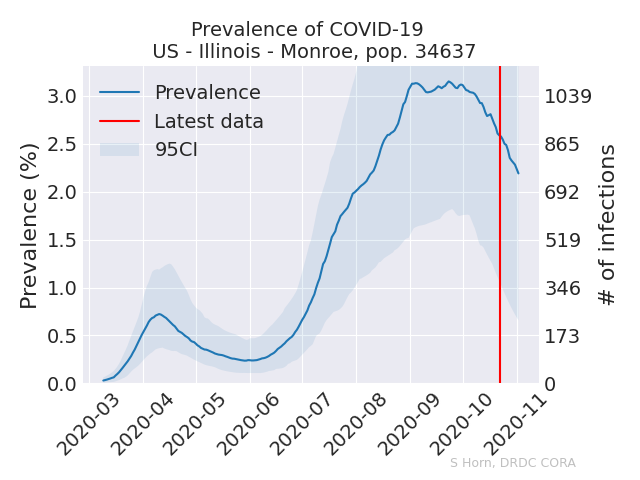 Prevalence of COVID-19
US - Illinois - Monroe, pop. 34637
Prevalence
Latest data
95CI
Prevalence (%)
3.0
2.5
2.0
1.5
1.0
0.5
0.0
1039
865
692
519
346
173
0
# of infections
2020-03
2020-04
2020-05
2020-06
2020-07
2020-08
2020-09
2020-10
2020-11
S Horn, DRDC CORA